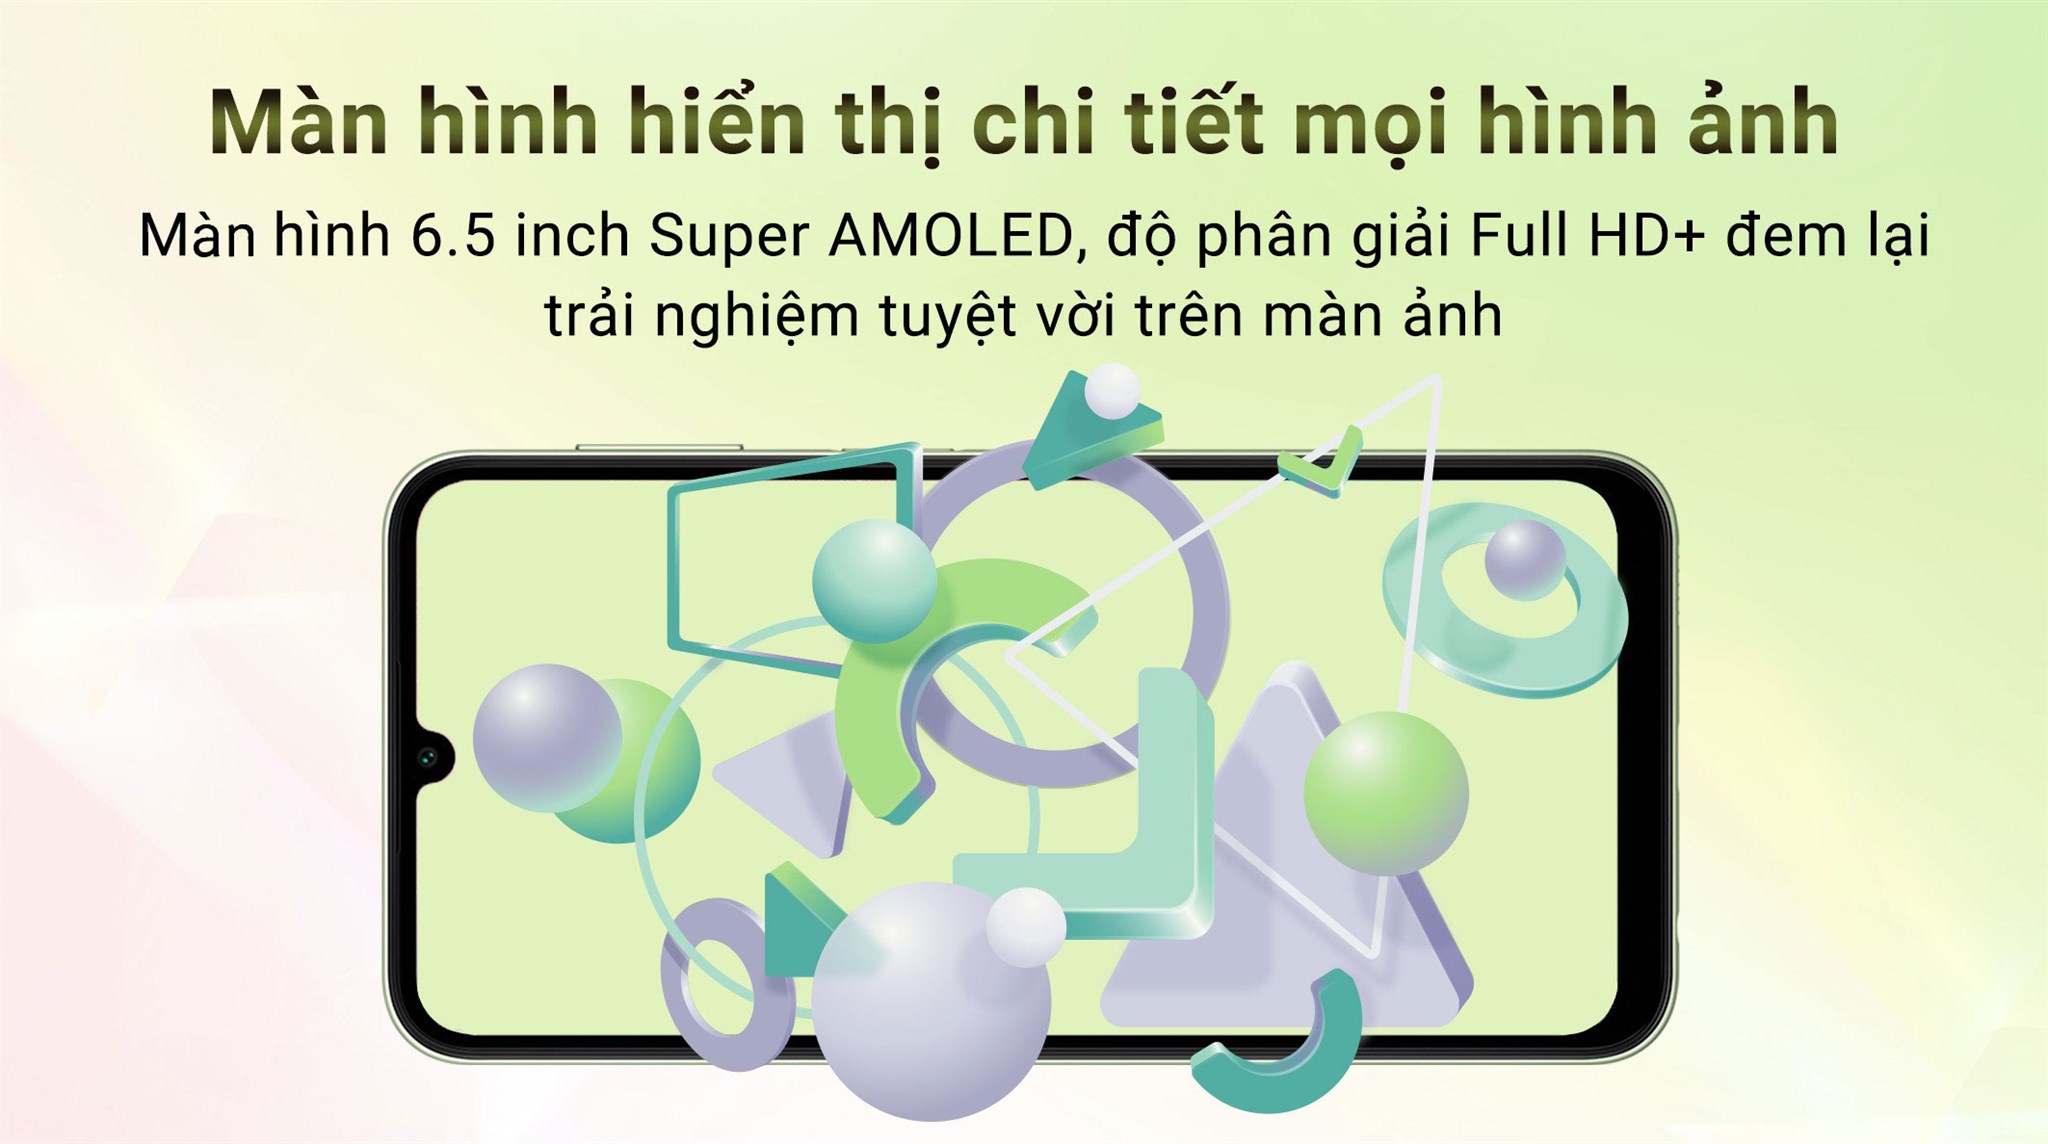 Màn hình hiển thị chi tiết mọi hình ảnh
Màn hình 6.5 inch Super AMOLED, độ phân giải Full HD+ đem lại
trải nghiệm tuyệt vời trên màn ảnh